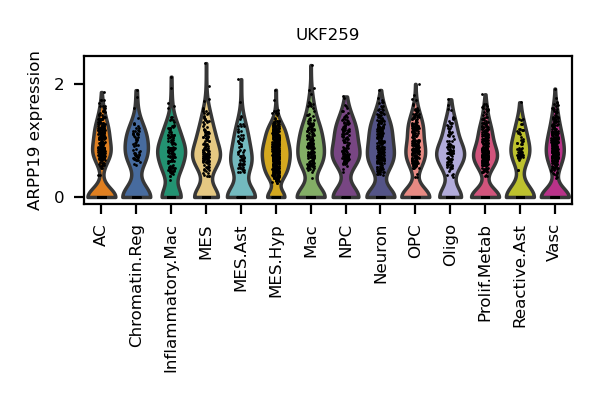 UKF259
ARPP19 expression
2
0
AC
Chromatin.Reg
Inflammatory.Mac
MES
MES.Ast
MES.Hyp
Mac
NPC
Neuron
OPC
Oligo
Prolif.Metab
Reactive.Ast
Vasc